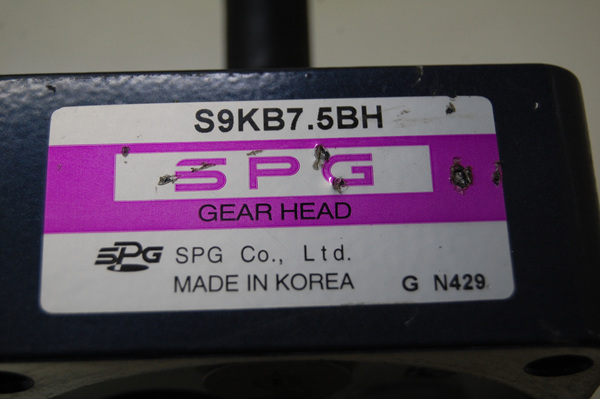 S9KB7.5BH
SPG
GEAR HEAD
SPG SPG Co., Ltd.
MADE IN KOREA G N429